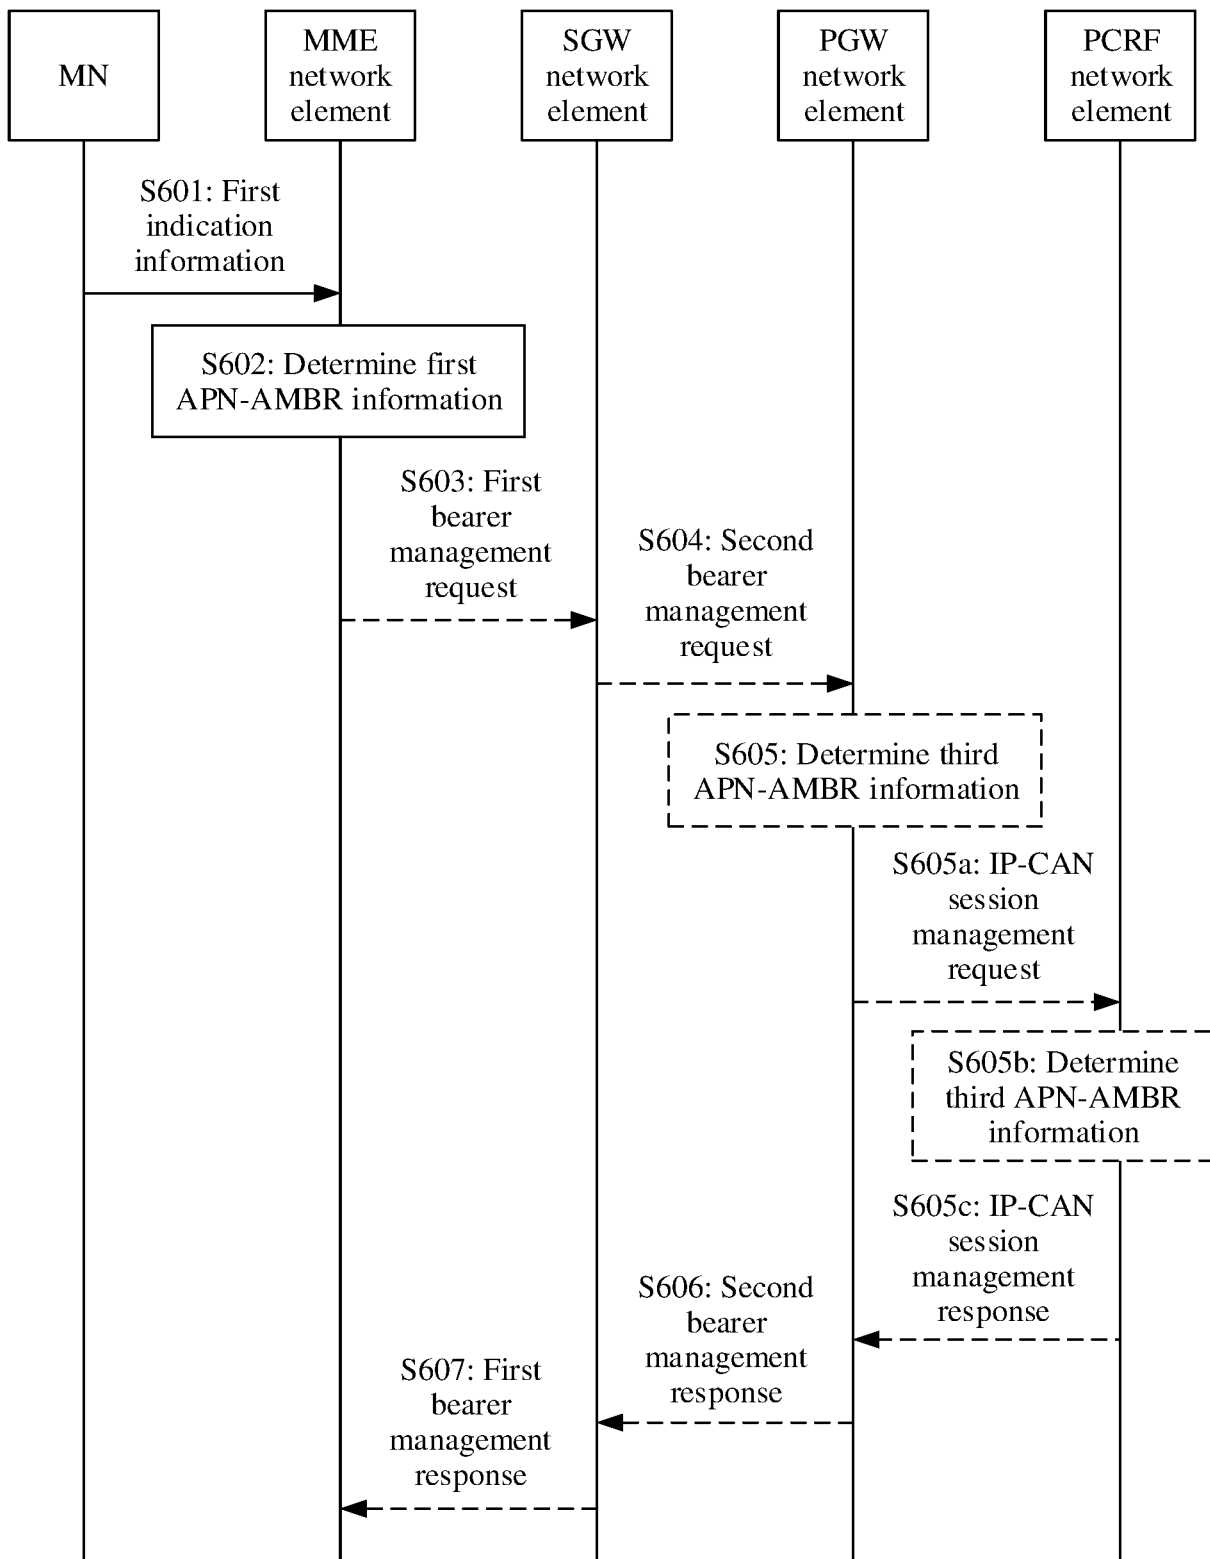 MN
MME
network
element
SGW
network
element
PGW
network
element
PCRF
network
element
S601: First
indication
information
S602: Determine first
APN-AMBR information
S603: First
bearer
management
request
S604: Second
bearer
management
request
S605: Determine third
APN-AMBR information
S605a: IP-CAN
session
management
request
S605b: Determine
third APN-AMBR
information
S605c: IP-CAN
session
management
response
S606: Second
bearer
management
response
S607: First
bearer
management
response